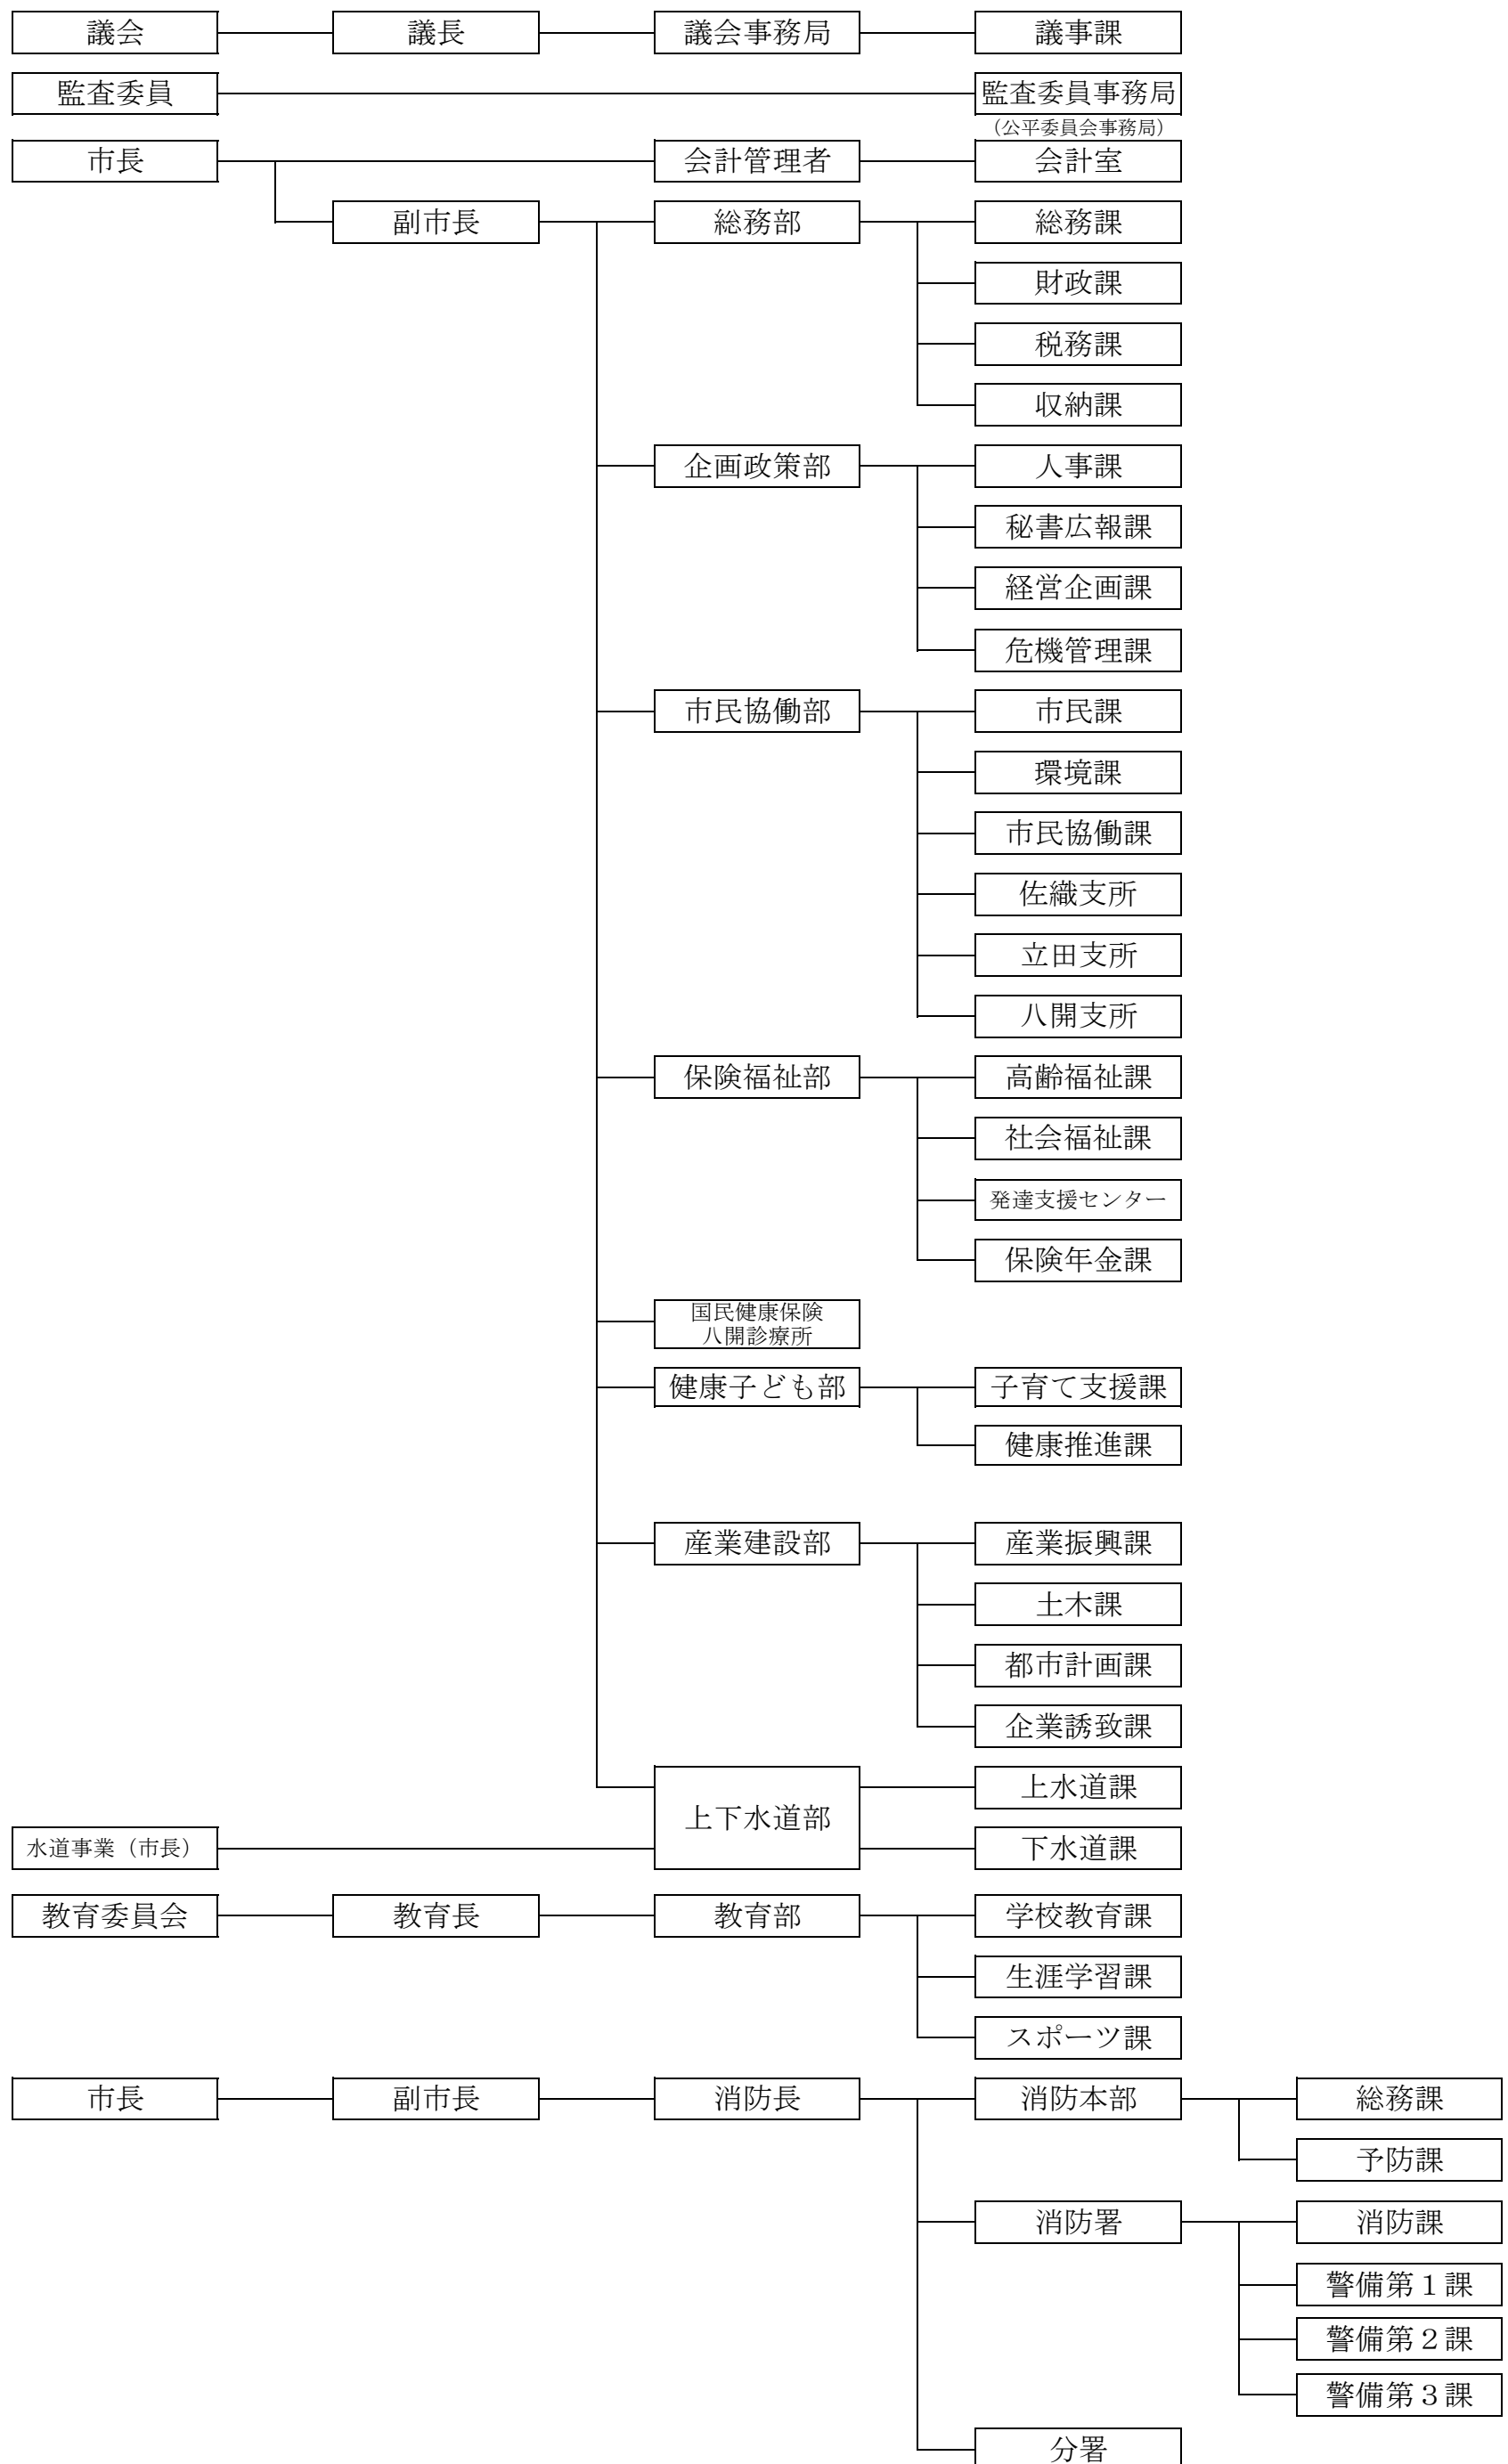 議会
議長
議会事務局
議事課
監査委員
監査委員事務局
（公平委員会事務局）
市長
会計管理者
会計室
副市長
総務部
総務課
財政課
税務課
収納課
企画政策部
人事課
秘書広報課
経営企画課
危機管理課
市民協働部
市民課
環境課
市民協働課
佐織支所
立田支所
八開支所
保険福祉部
高齢福祉課
社会福祉課
発達支援センター
保険年金課
国民健康保険
八開診療所
健康子ども部
子育て支援課
健康推進課
産業建設部
産業振興課
土木課
都市計画課
企業誘致課
上下水道部
上水道課
水道事業（市長）
下水道課
教育委員会
教育長
教育部
学校教育課
生涯学習課
スポーツ課
市長
副市長
消防長
消防本部
総務課
予防課
消防署
消防課
警備第１課
警備第２課
警備第３課
分署